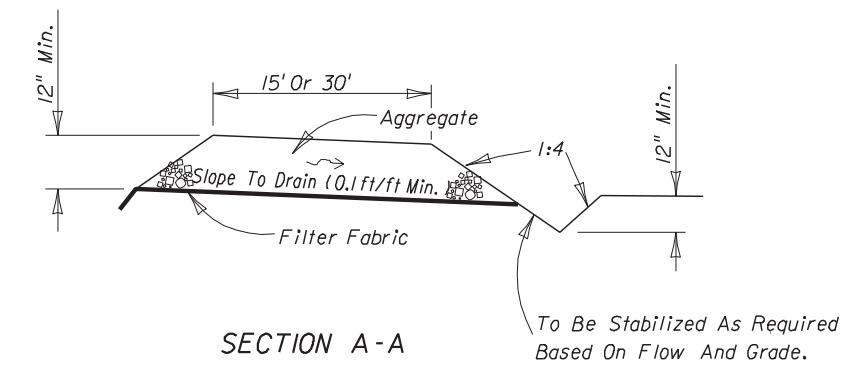 12" Min.
15' Or 30'
Aggregate
1:4
12" Min.
Slope To Drain (0.1ft/ft Min.)
Filter Fabric
To Be Stabilized As Required
Based On Flow And Grade.
SECTION A-A